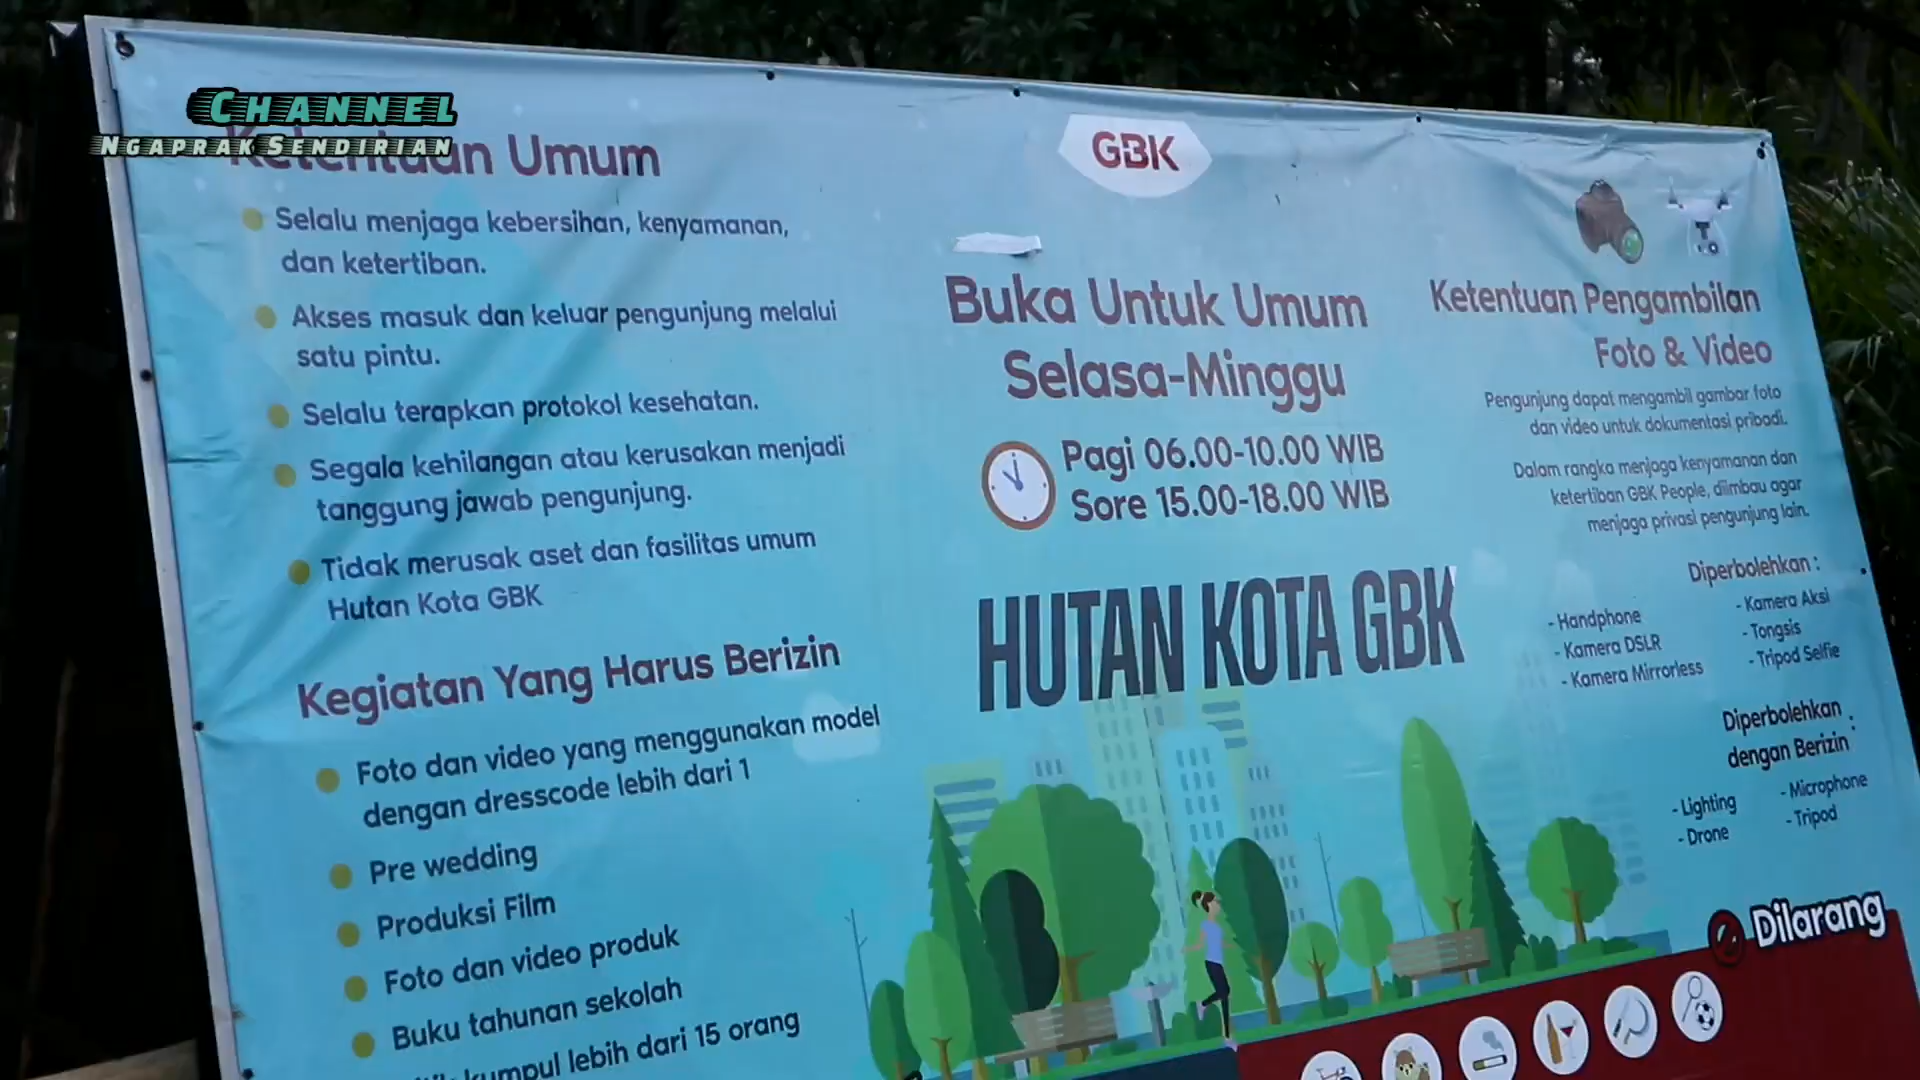 CHANNEL
NGAPRAK SENDIRIAN
Ketentuan Umum
Selalu menjaga kebersihan, kenyamanan,
dan ketertiban.
Akses masuk dan keluar pengunjung melalui
satu pintu.
Selalu terapkan protokol kesehatan.
Segala kehilangan atau kerusakan menjadi
tanggung jawab pengunjung.
Tidak merusak aset dan fasilitas umum
Hutan Kota GBK
Kegiatan Yang Harus Berizin
Foto dan video yang menggunakan model
dengan dresscode lebih dari 1
Pre wedding
Produksi Film
Foto dan video produk
Buku tahunan sekolah
kumpul lebih dari 15 orang
GBK
Buka Untuk Umum
Selasa-Minggu
Pagi 06.00-10.00 WIB
Sore 15.00-18.00 WIB
HUTAN KOTA GBK
Ketentuan Pengambilan
Foto & Video
Pengunjung dapat mengambil gambar foto
dan video untuk dokumentasi pribadi.
Dalam rangka menjaga kenyamanan dan
ketertiban GBK People, diimbau agar
menjaga privasi pengunjung lain.
Diperbolehkan :
- Handphone
- Kamera DSLR
- Kamera Mirrorless
- Kamera Aksi
- Tongsis
- Tripod Selfie
Diperbolehkan
dengan Berizin :
- Lighting
- Drone
- Microphone
- Tripod
Dilarang